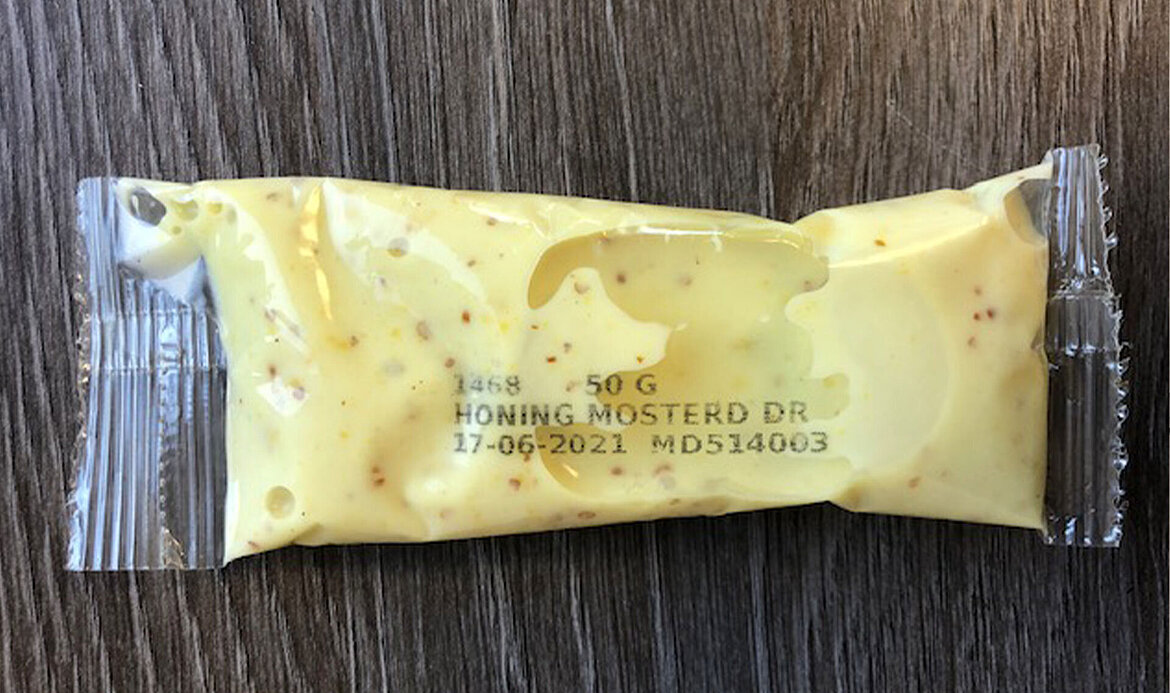 1468 50 G
HONING MOSTERD DR
17-06-2021 MD514003